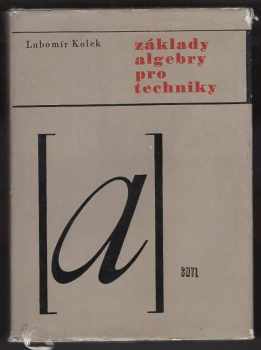 Lubomír Kolek
základy
algebry
pro
techniky
[a]
SNTL